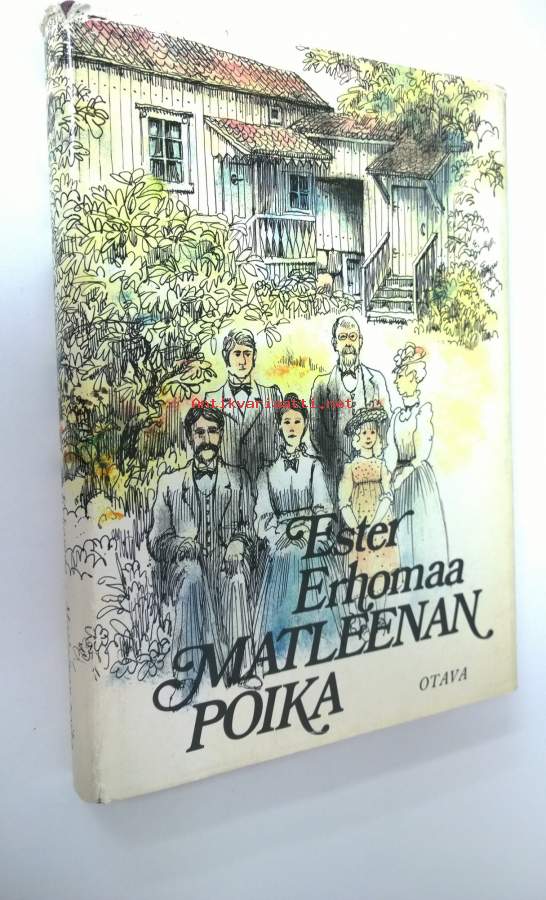 Antikvariaatti.net
Ester
Erhomaa
MATLEENAN
POIKA
OTAVA